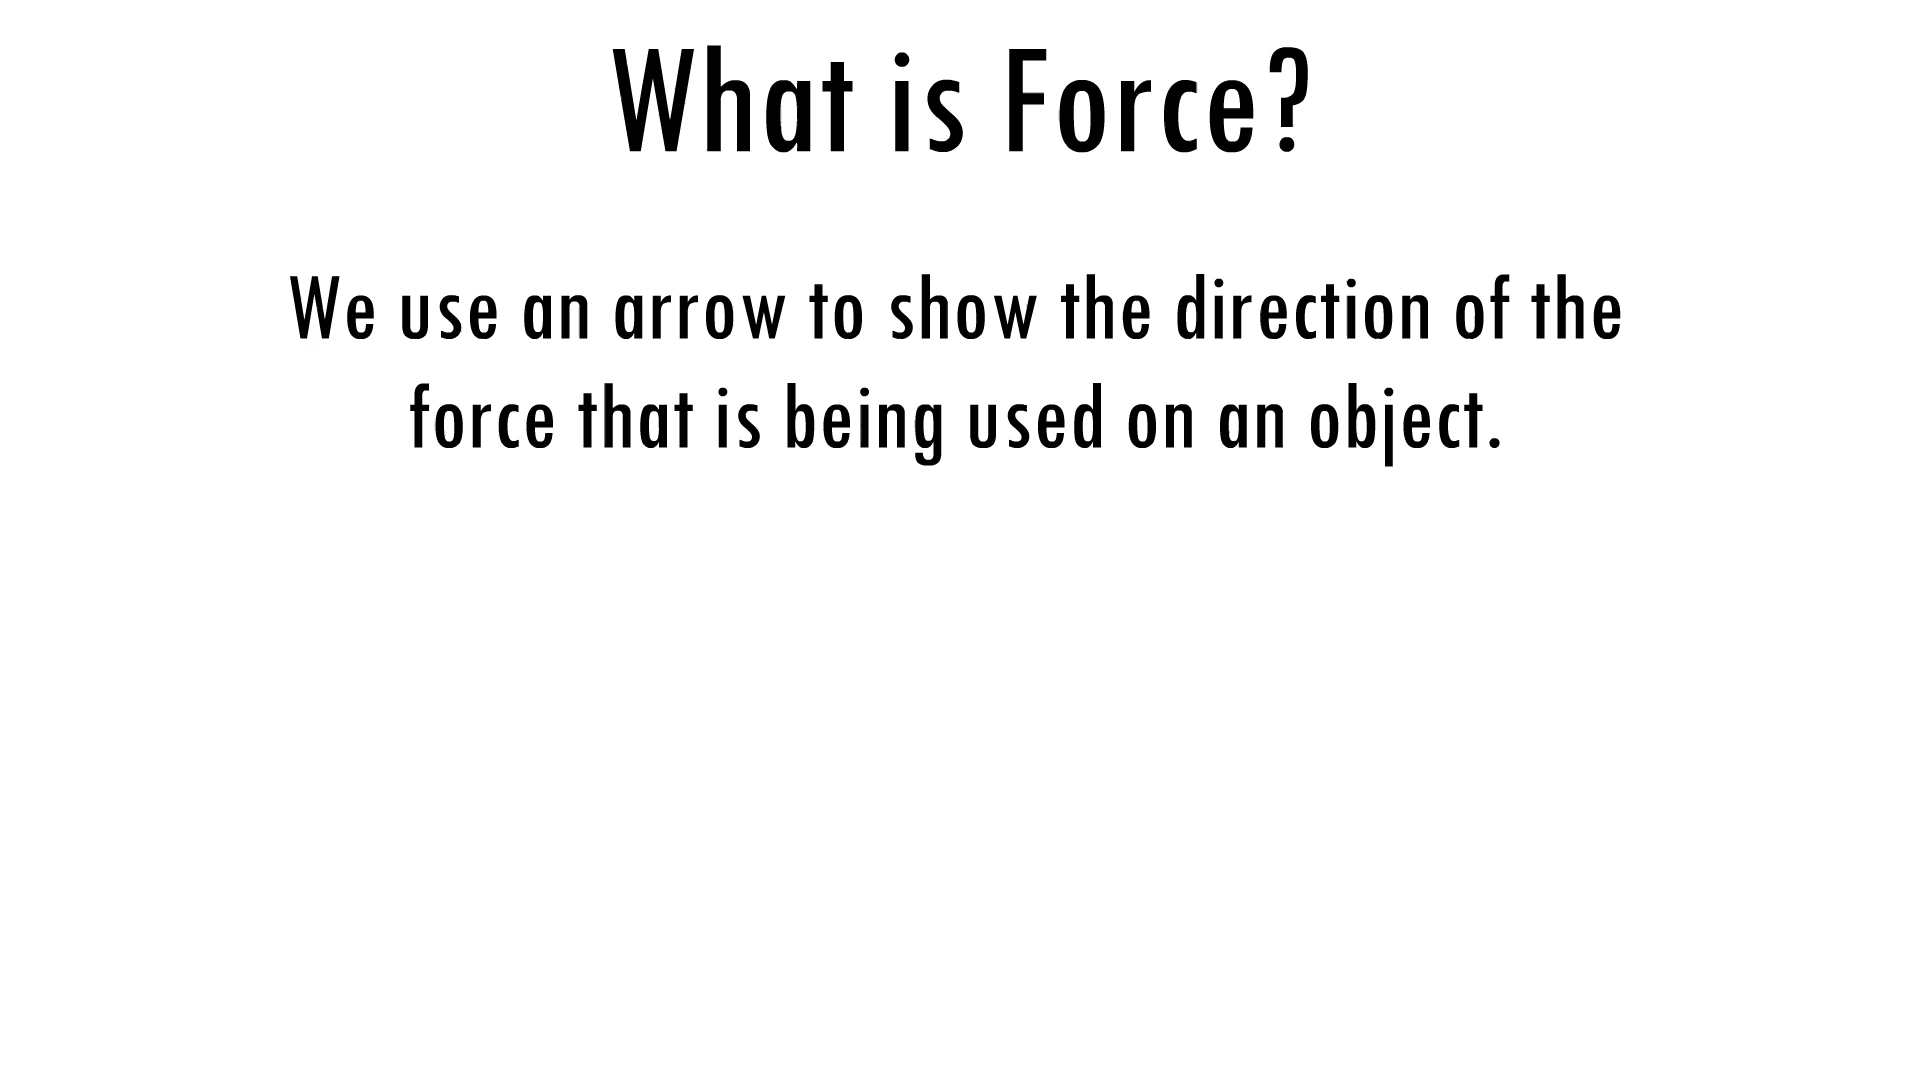 What is Force?
We use an arrow to show the direction of the
force that is being used on an object.